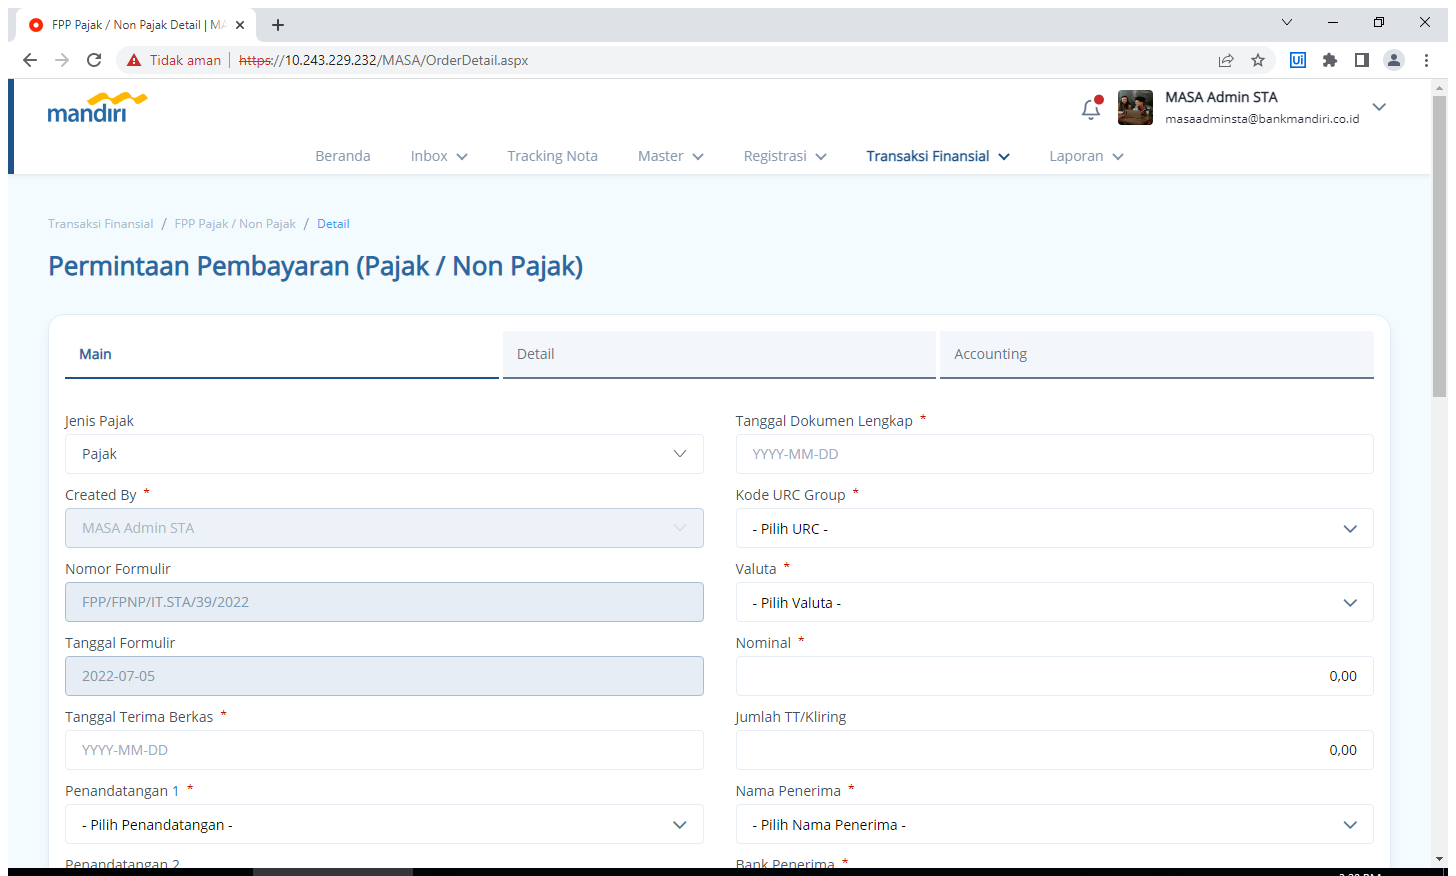 FPP Pajak / Non Pajak Detail | MA
Tidak aman | https://10.243.229.232/MASA/OrderDetail.aspx
Ui
mandiri
MASA Admin STA
masaadminsta@bankmandiri.co.id
Beranda Inbox Tracking Nota Master Registrasi Transaksi Finansial Laporan
Transaksi Finansial / FPP Pajak / Non Pajak / Detail
Permintaan Pembayaran (Pajak / Non Pajak)
Main Detail Accounting
Jenis Pajak
Pajak
Tanggal Dokumen Lengkap *
YYYY-MM-DD
Created By *
MASA Admin STA
Kode URC Group *
- Pilih URC -
Nomor Formulir
FPP/FPNP/IT.STA/39/2022
Valuta *
- Pilih Valuta -
Tanggal Formulir
2022-07-05
Nominal *
0,00
Tanggal Terima Berkas *
YYYY-MM-DD
Jumlah TT/Kliring
0,00
Penandatangan 1 *
- Pilih Penandatangan -
Nama Penerima *
- Pilih Nama Penerima -
Penandatangan 2
Bank Penerima *